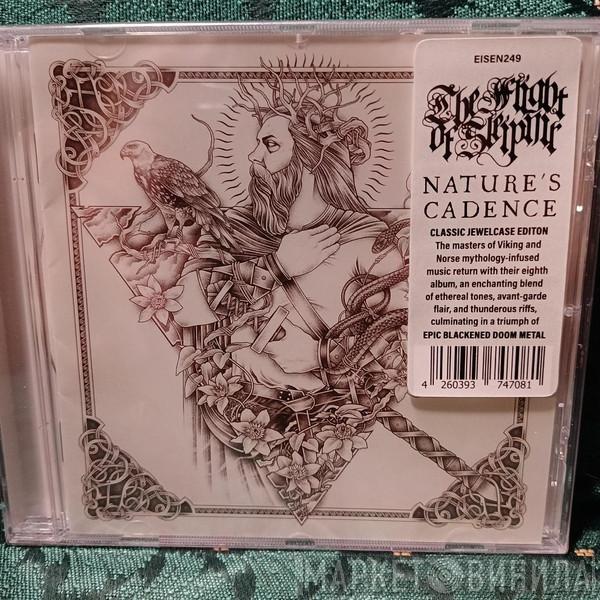 EISEN249
The Flight
of Sleipnir
NATURE'S
CADENCE
CLASSIC JEWELCASE EDITON
The masters of Viking and
Norse mythology-infused
music return with their eighth
album, an enchanting blend
of ethereal tones, avant-garde
flair, and thunderous riffs,
culminating in a triumph of
EPIC BLACKENED DOOM METAL
4 260393 747081
МАРКЕТ ВИНИЛА